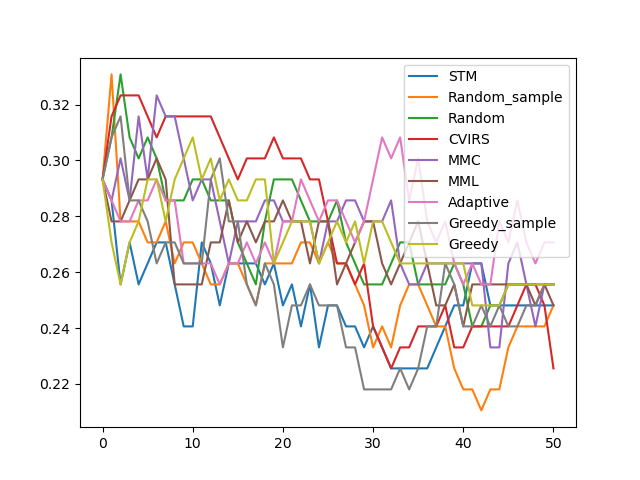 0.32
0.30
0.28
0.26
0.24
0.22
0
10
20
30
40
50
STM
Random_sample
Random
CVIRS
MMC
MML
Adaptive
Greedy_sample
Greedy